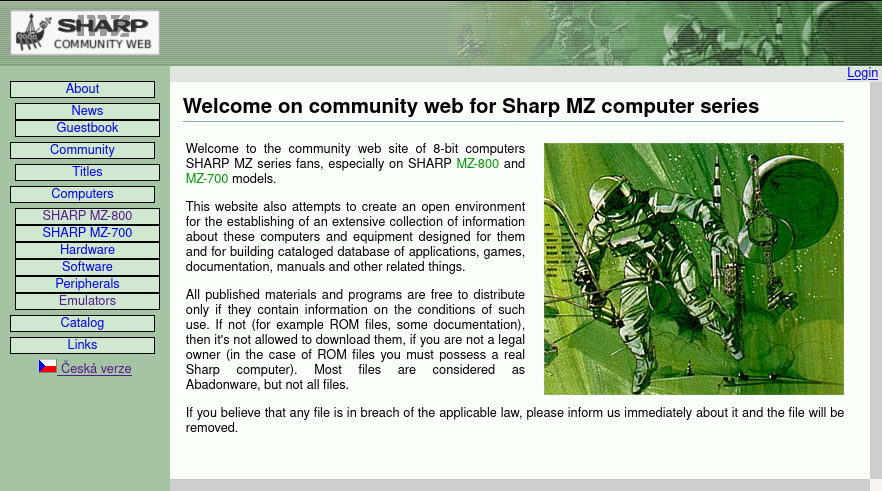 SHARP
COMMUNITY WEB
Login
About
News
Guestbook
Community
Titles
Computers
SHARP MZ-800
SHARP MZ-700
Hardware
Software
Peripherals
Emulators
Catalog
Links
Česká verze
Welcome on community web for Sharp MZ computer series
Welcome to the community web site of 8-bit computers
SHARP MZ series fans, especially on SHARP MZ-800 and
MZ-700 models.
This website also attempts to create an open environment
for the establishing of an extensive collection of information
about these computers and equipment designed for them
and for building cataloged database of applications, games,
documentation, manuals and other related things.
All published materials and programs are free to distribute
only if they contain information on the conditions of such
use. If not (for example ROM files, some documentation),
then it's not allowed to download them, if you are not a legal
owner (in the case of ROM files you must possess a real
Sharp computer). Most files are considered as
Abadonware, but not all files.
If you believe that any file is in breach of the applicable law, please inform us immediately about it and the file will be
removed.